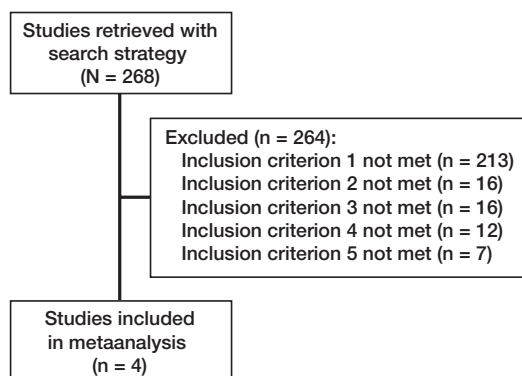 Studies retrieved with
search strategy
(N = 268)
Excluded (n = 264):
Inclusion criterion 1 not met (n = 213)
Inclusion criterion 2 not met (n = 16)
Inclusion criterion 3 not met (n = 16)
Inclusion criterion 4 not met (n = 12)
Inclusion criterion 5 not met (n = 7)
Studies included
in metaanalysis
(n = 4)